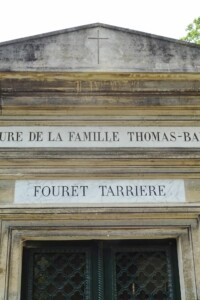 URE DE LA FAMILLE THOMAS-BA
FOURET TARRIERE